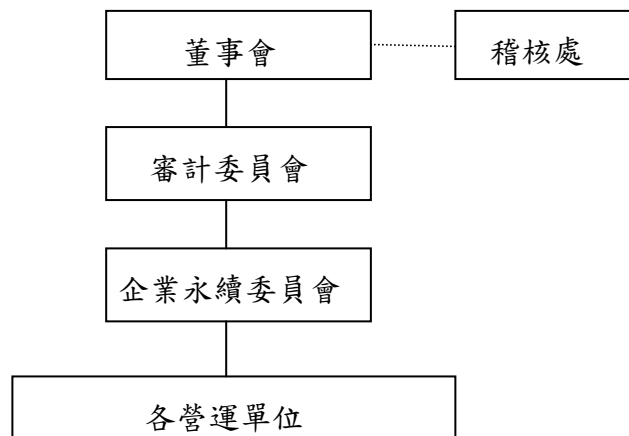 董事會
稽核處
審計委員會
企業永續委員會
各營運單位